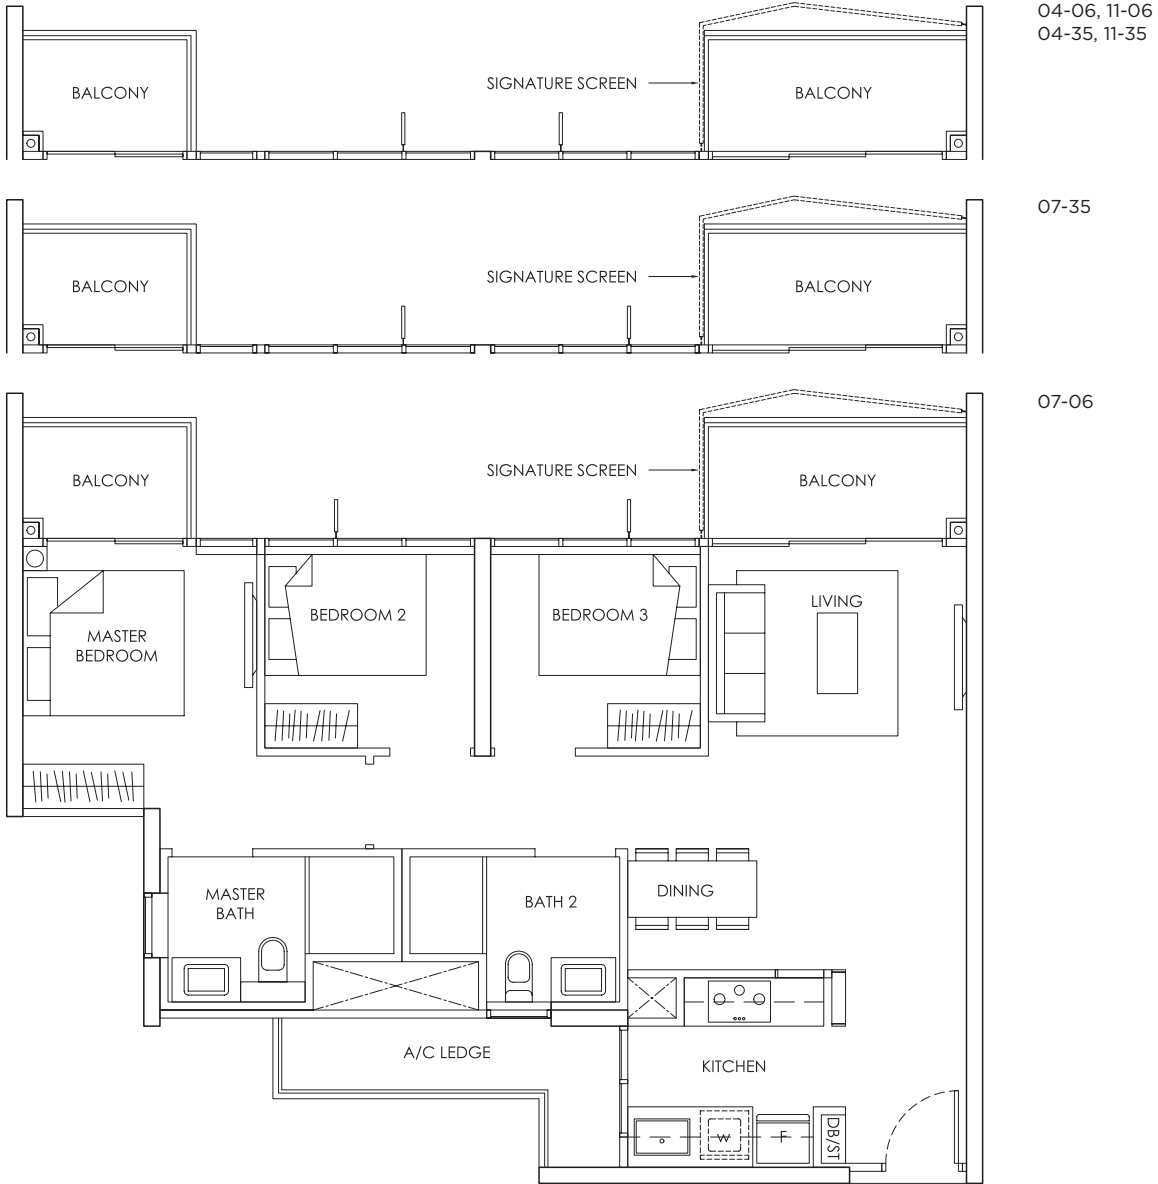 04-06, 11-06
04-35, 11-35
BALCONY
SIGNATURE SCREEN
BALCONY
07-35
BALCONY
SIGNATURE SCREEN
BALCONY
07-06
BALCONY
SIGNATURE SCREEN
BALCONY
MASTER
BEDROOM
BEDROOM 2
BEDROOM 3
LIVING
MASTER
BATH
BATH 2
DINING
A/C LEDGE
KITCHEN
W
F
DB/ST